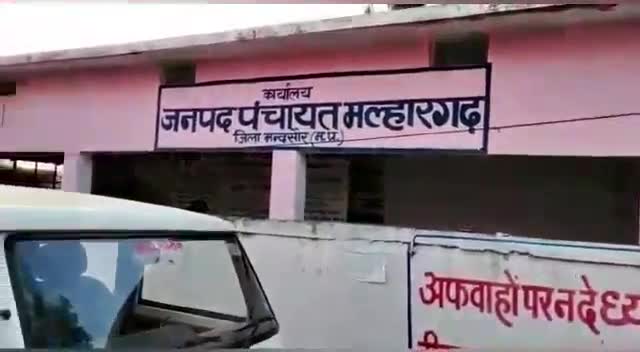 कार्यालय
जनपद पंचायत मल्हारगढ़
जिला मन्दसौर (म.प्र.)
अफवाहों पर न दे ध्य